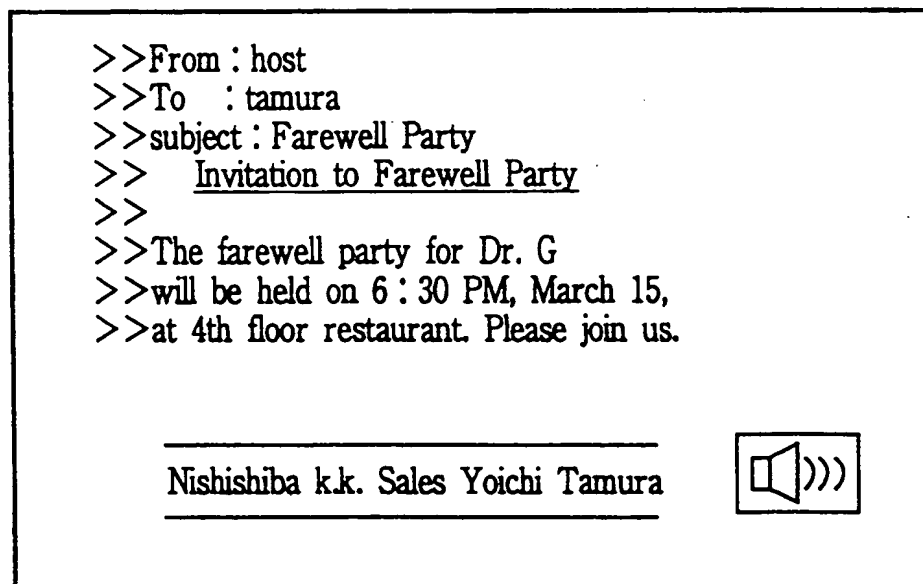 >>From : host
>>To : tamura
>>subject : Farewell Party
>> Invitation to Farewell Party
>>
>>The farewell party for Dr. G
>>will be held on 6 : 30 PM, March 15,
>>at 4th floor restaurant. Please join us.
Nishishiba k.k. Sales Yoichi Tamura